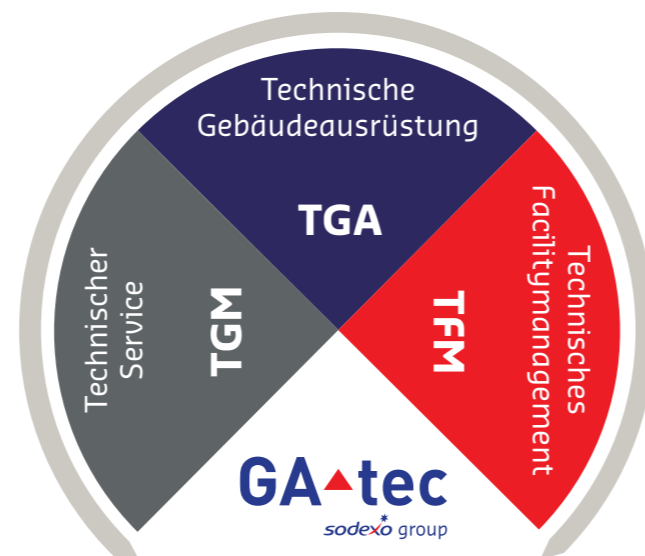 Technische
Gebäudeausrüstung
TGA
Technischer
Service
TGM
Technisches
Facilitymanagement
TFM
GA tec
sodexo group